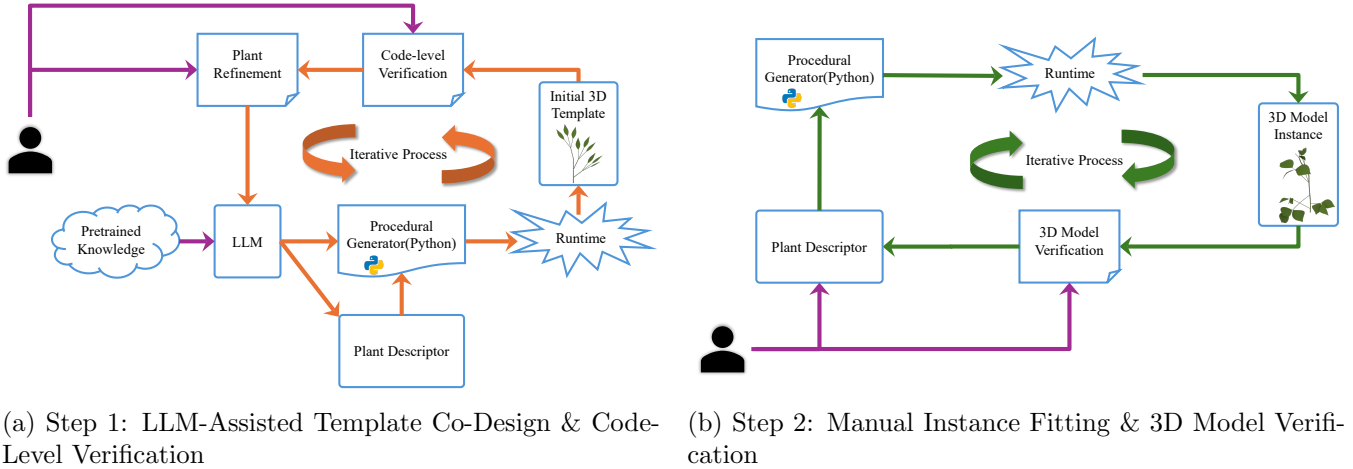 Plant
Refinement
Code-level
Verification
Initial 3D
Template
Iterative Process
Pretrained
Knowledge
LLM
Procedural
Generator(Python)
Runtime
Plant Descriptor
(a) Step 1: LLM-Assisted Template Co-Design & Code-
Level Verification
Procedural
Generator(Python)
Runtime
3D Model
Instance
Iterative Process
Plant Descriptor
3D Model
Verification
(b) Step 2: Manual Instance Fitting & 3D Model Verifi-
cation